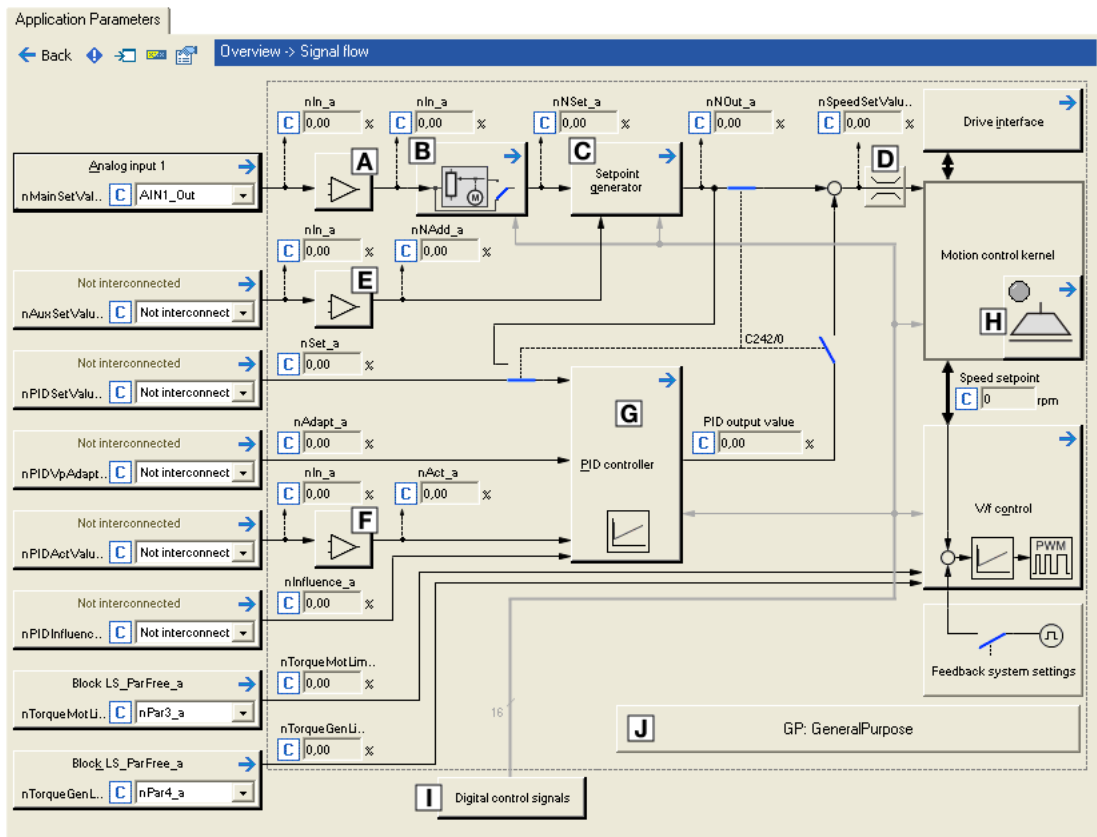 Application Parameters
Back
Overview -> Signal flow
nIn_a
C 0,00 %
nIn_a
C 0,00 %
nNSet_a
C 0,00 %
nNOut_a
C 0,00 %
nSpeedSetValu..
C 0,00 %
Drive interface
Analog input 1
nMainSetVal.. C AIN1_Out
A
B
M
C
Setpoint
generator
D
Motion control kernel
H
nIn_a
C 0,00 %
nNAdd_a
C 0,00 %
Not interconnected
nAuxSetValu.. C Not interconnect
E
nSet_a
C 0,00 %
C242/0
Not interconnected
nPIDSetValu.. C Not interconnect
Speed setpoint
C 0 rpm
nAdapt_a
C 0,00 %
G
PID controller
PID output value
C 0,00 %
Not interconnected
nPIDVpAdapt.. C Not interconnect
nIn_a
C 0,00 %
nAct_a
C 0,00 %
Not interconnected
nPIDActValu.. C Not interconnect
F
V/f control
PWM
nInfluence_a
C 0,00 %
Not interconnected
nPIDInfluenc.. C Not interconnect
Feedback system settings
nTorqueMotLim..
C 0,00 %
Block LS_ParFree_a
nTorqueMotLi.. C nPar3_a
16
nTorqueGenLi..
C 0,00 %
J GP: GeneralPurpose
Block LS_ParFree_a
nTorqueGenL.. C nPar4_a
I Digital control signals